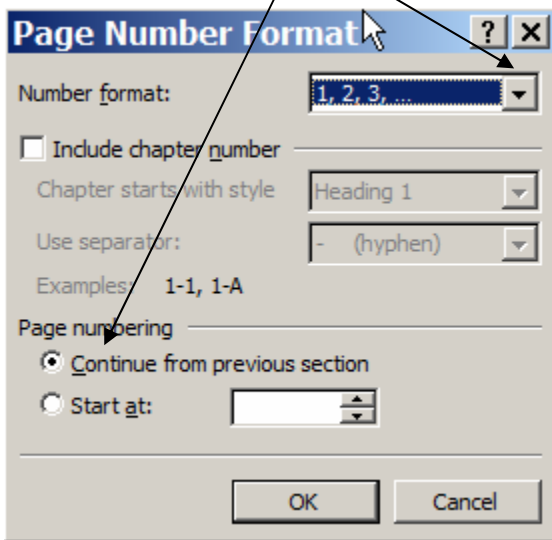 Page Number Format ? X
Number format: 1, 2, 3, ...
Include chapter number
Chapter starts with style Heading 1
Use separator: - (hyphen)
Examples: 1-1, 1-A
Page numbering
Continue from previous section
Start at:
OK Cancel